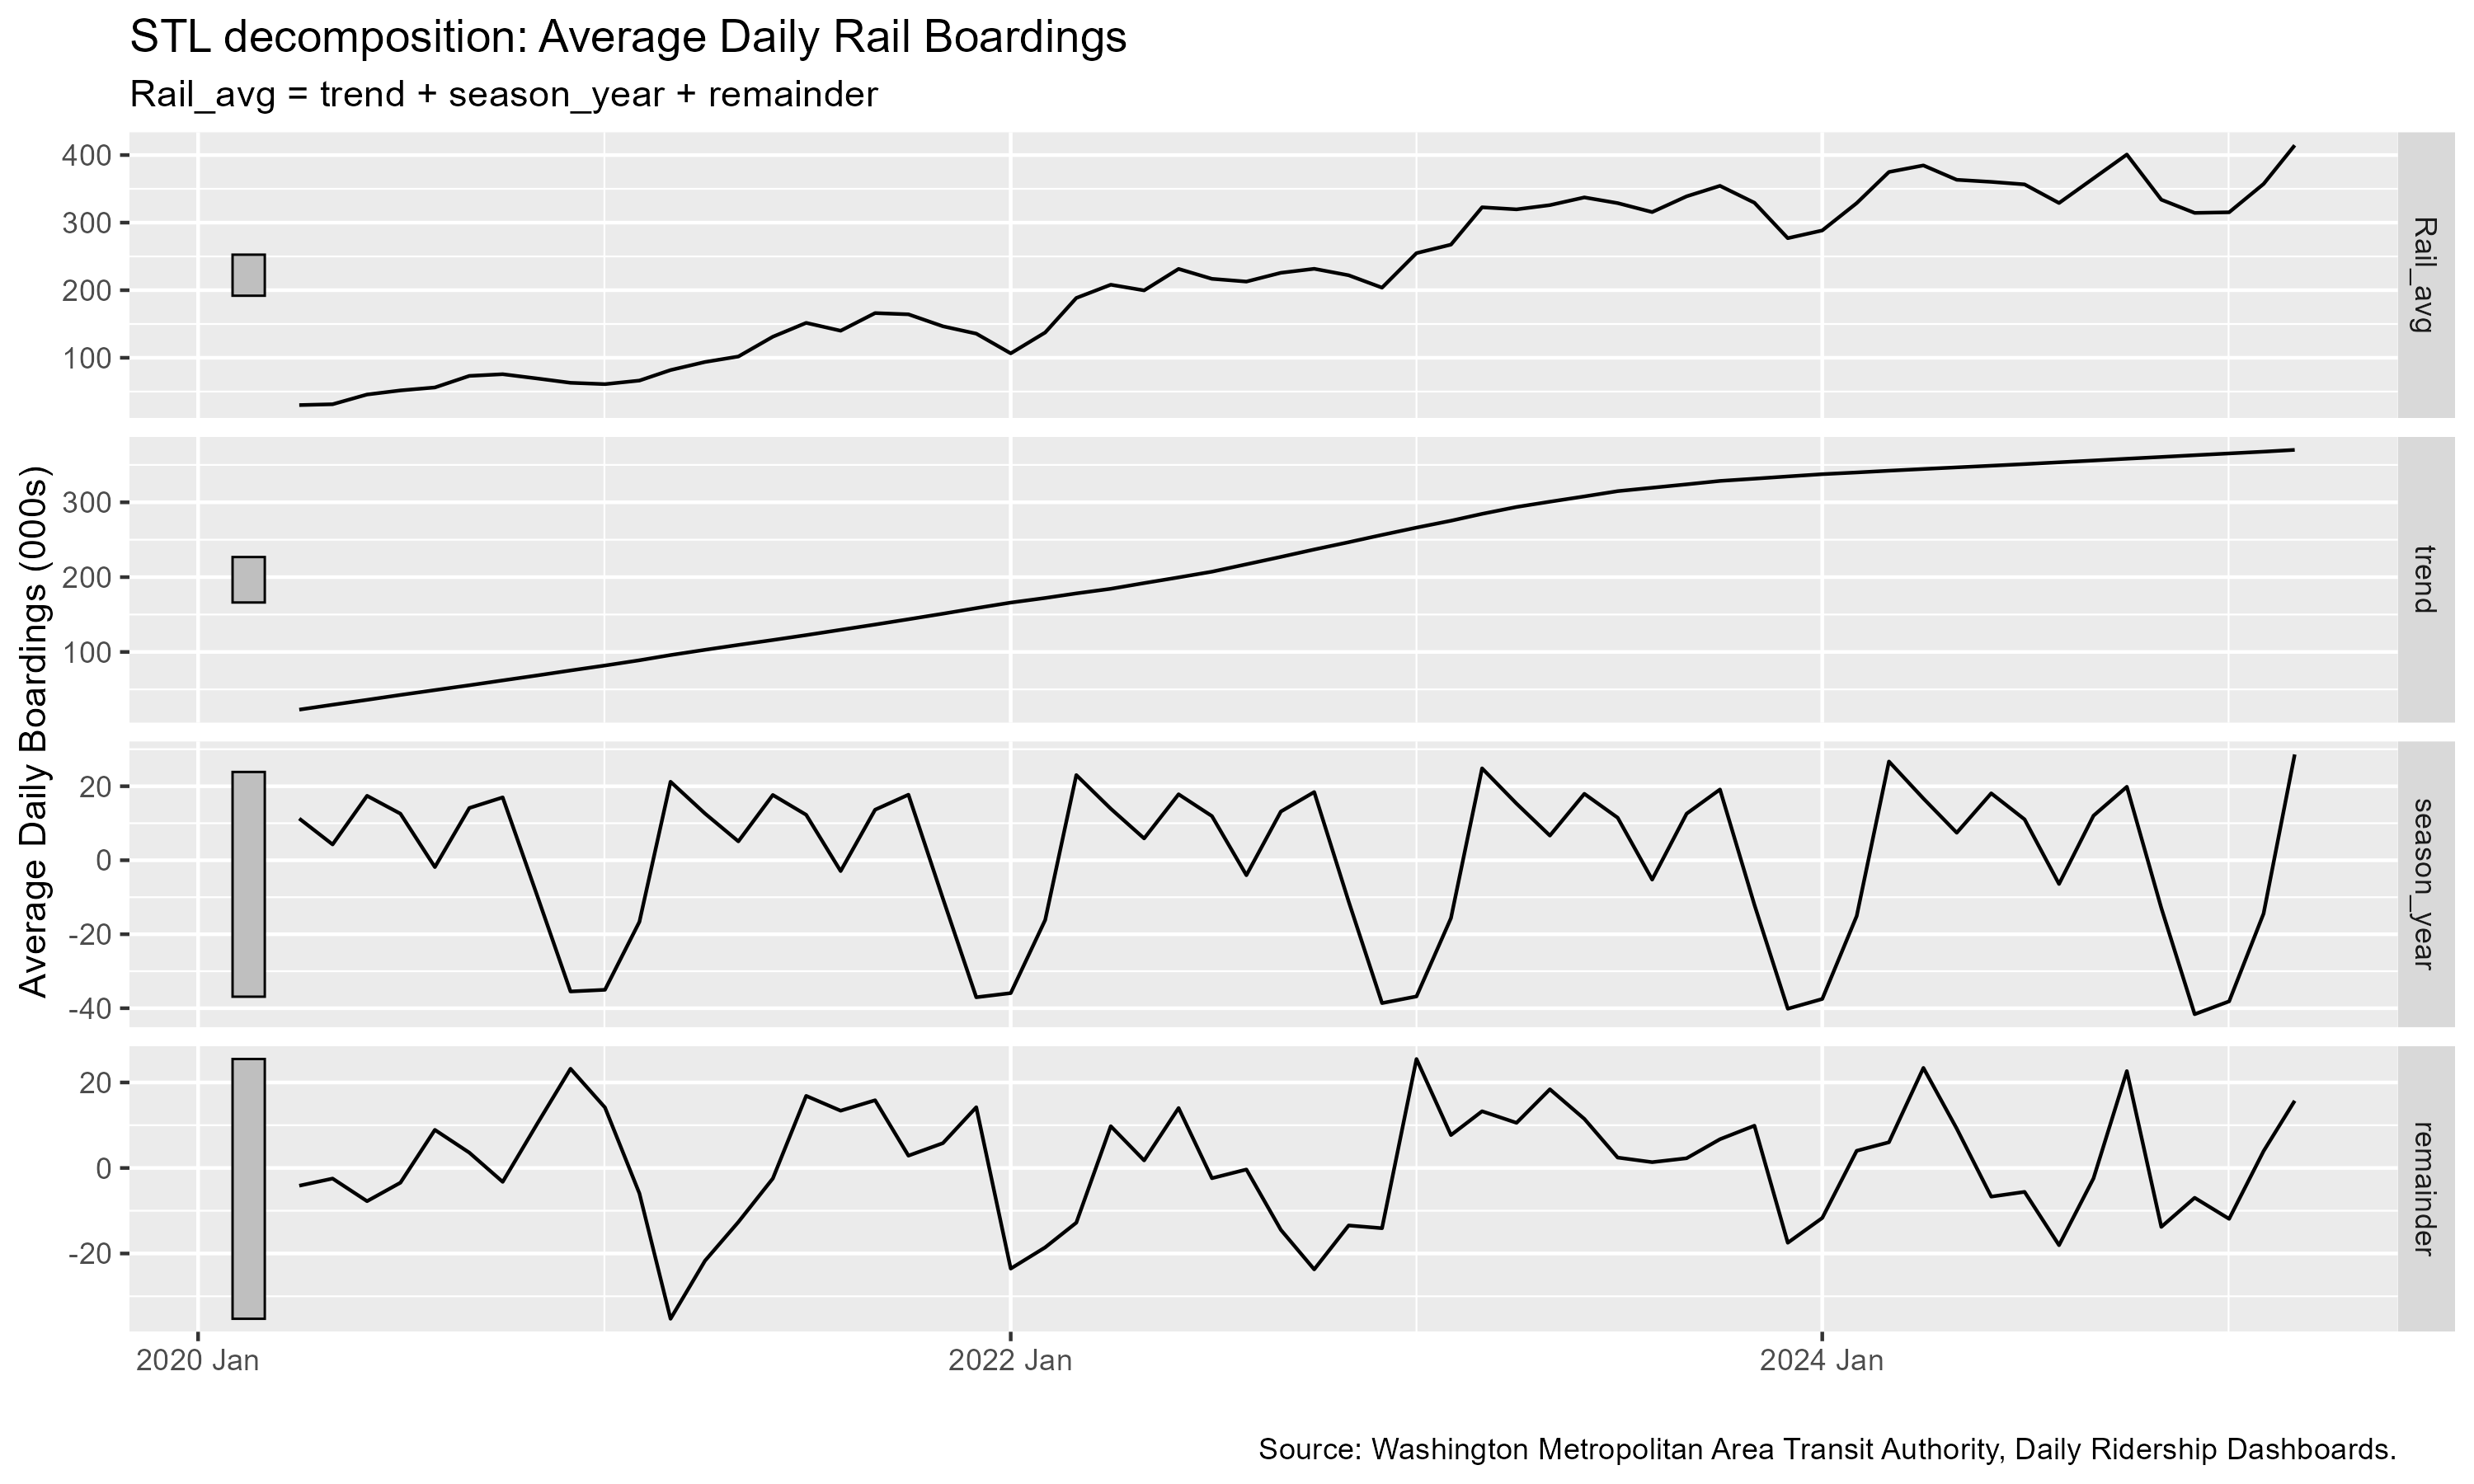 STL decomposition: Average Daily Rail Boardings
Rail_avg = trend + season_year + remainder
Average Daily Boardings (000s)
400
300
200
100
Rail_avg
300
200
100
trend
20
0
-20
-40
season_year
20
0
-20
remainder
2020 Jan
2022 Jan
2024 Jan
Source: Washington Metropolitan Area Transit Authority, Daily Ridership Dashboards.